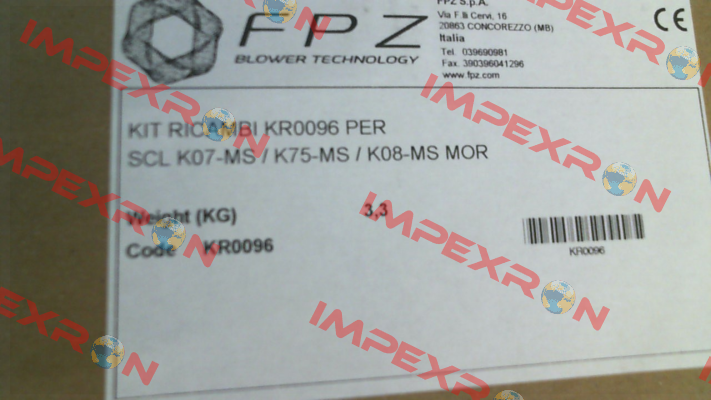 FPZ
BLOWER TECHNOLOGY
FPZ S.p.A.
Via F.lli Cervi, 16
20863 CONCOREZZO (MB)
Italia
Tel. 039690981
Fax. 390396041296
www.fpz.com
CE
KIT RICAMBI KR0096 PER
SCL K07-MS / K75-MS / K08-MS MOR
Weight (KG) 3,3
Code KR0096
KR0096
IMPEXRON
IMPEXRON
IMPEXRON
IMPEXRON
IMPEXRON
IMPEXRON